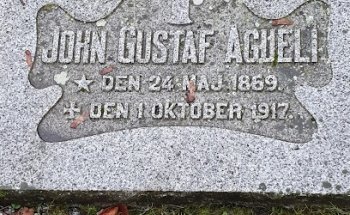 JOHN GUSTAF AGUELI
★ DEN 24 MAJ 1869.
✢ DEN 1 OKTOBER 1917.